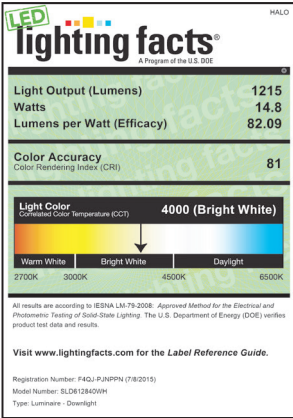 HALO
LED
lighting facts®
A Program of the U.S. DOE
Light Output (Lumens) 1215
Watts 14.8
Lumens per Watt (Efficacy) 82.09
Color Accuracy
Color Rendering Index (CRI) 81
Light Color
Correlated Color Temperature (CCT) 4000 (Bright White)
Warm White Bright White Daylight
2700K 3000K 4500K 6500K
All results are according to IESNA LM-79-2008: Approved Method for the Electrical and
Photometric Testing of Solid-State Lighting. The U.S. Department of Energy (DOE) verifies
product test data and results.
Visit www.lightingfacts.com for the Label Reference Guide.
Registration Number: F4QJ-PJNPPN (7/8/2015)
Model Number: SLD612840WH
Type: Luminaire - Downlight